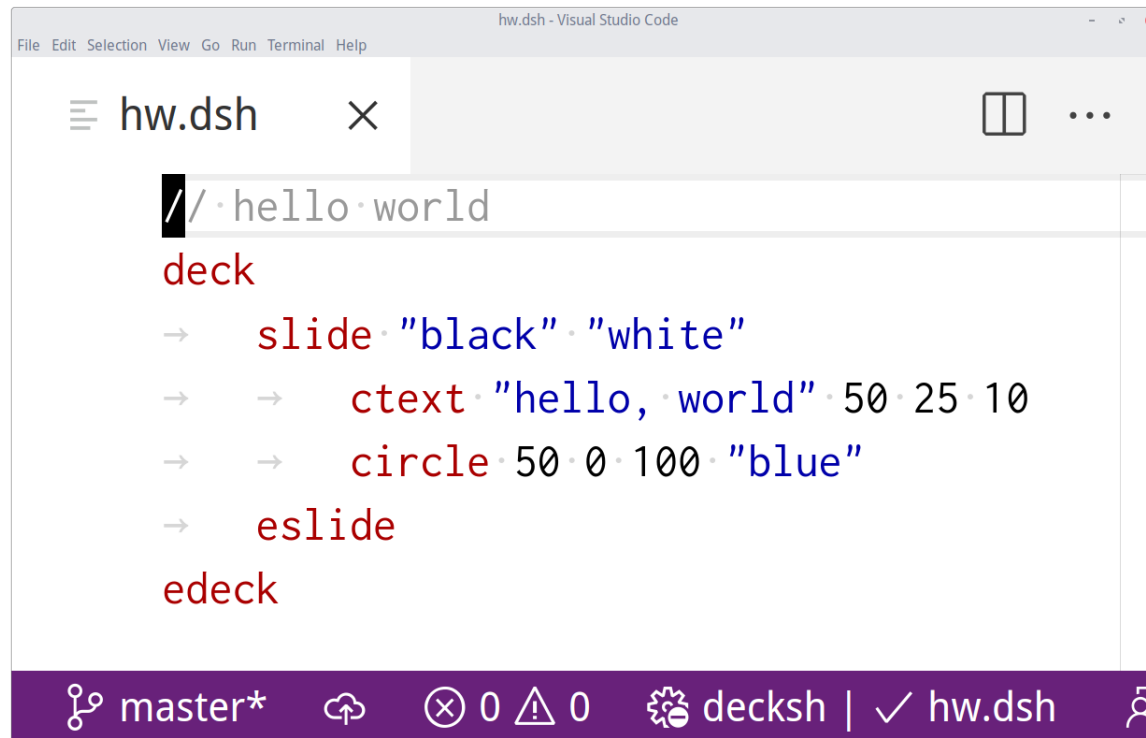 hw.dsh - Visual Studio Code
File Edit Selection View Go Run Terminal Help
hw.dsh
// hello world
deck
slide "black" "white"
ctext "hello, world" 50 25 10
circle 50 0 100 "blue"
eslide
edeck
master* 0 0 decksh | ✓ hw.dsh